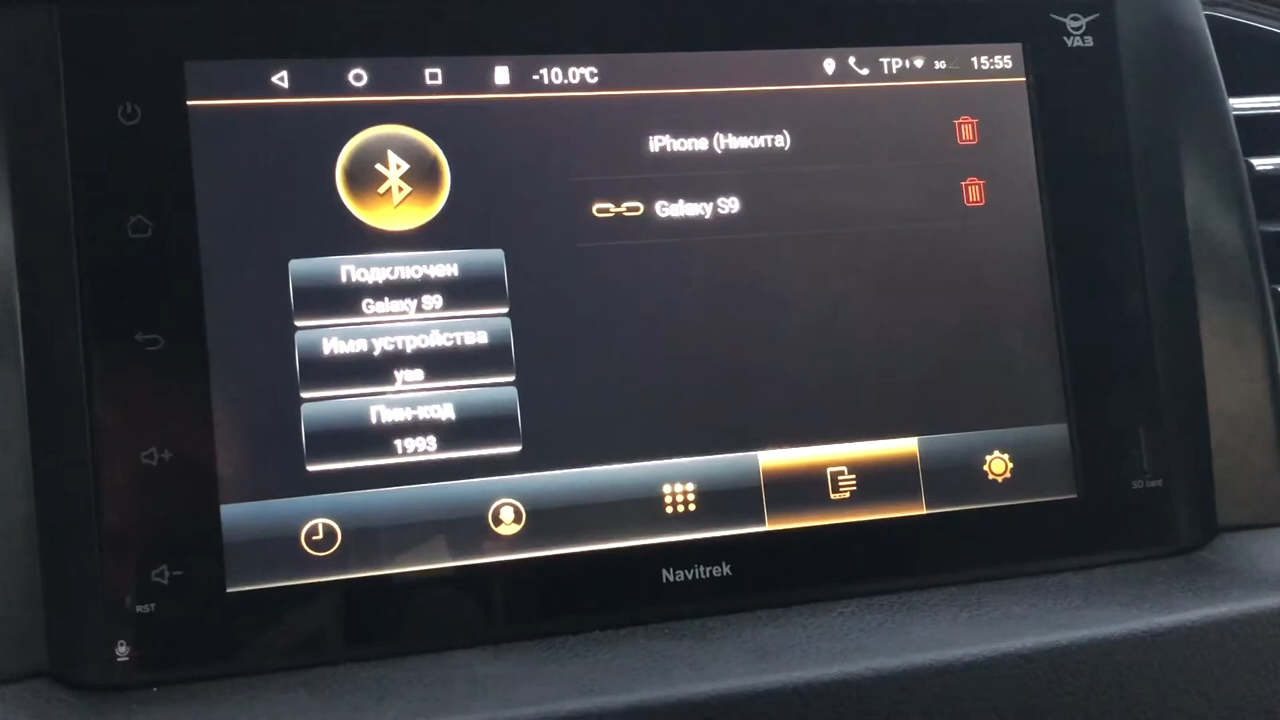 УАЗ
-10.0°C
TP
3G
15:55
iPhone (Никита)
Galaxy S9
Подключен
Galaxy S9
Имя устройства
уаз
Пин-код
1993
SD card
Navitrek
RST